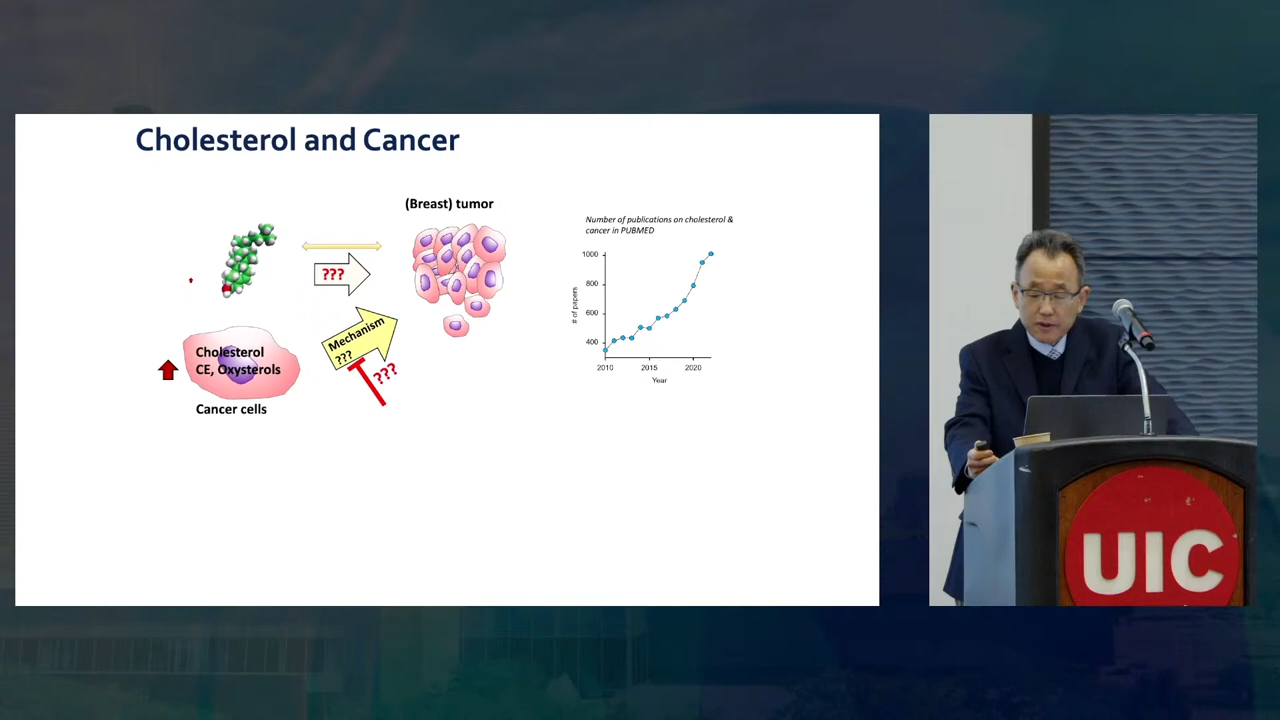 Cholesterol and Cancer
(Breast) tumor
???
Mechanism
???
???
Cholesterol
CE, Oxysterols
Cancer cells
Number of publications on cholesterol &
cancer in PUBMED
1000
800
600
400
# of papers
2010
2015
2020
Year
UIC